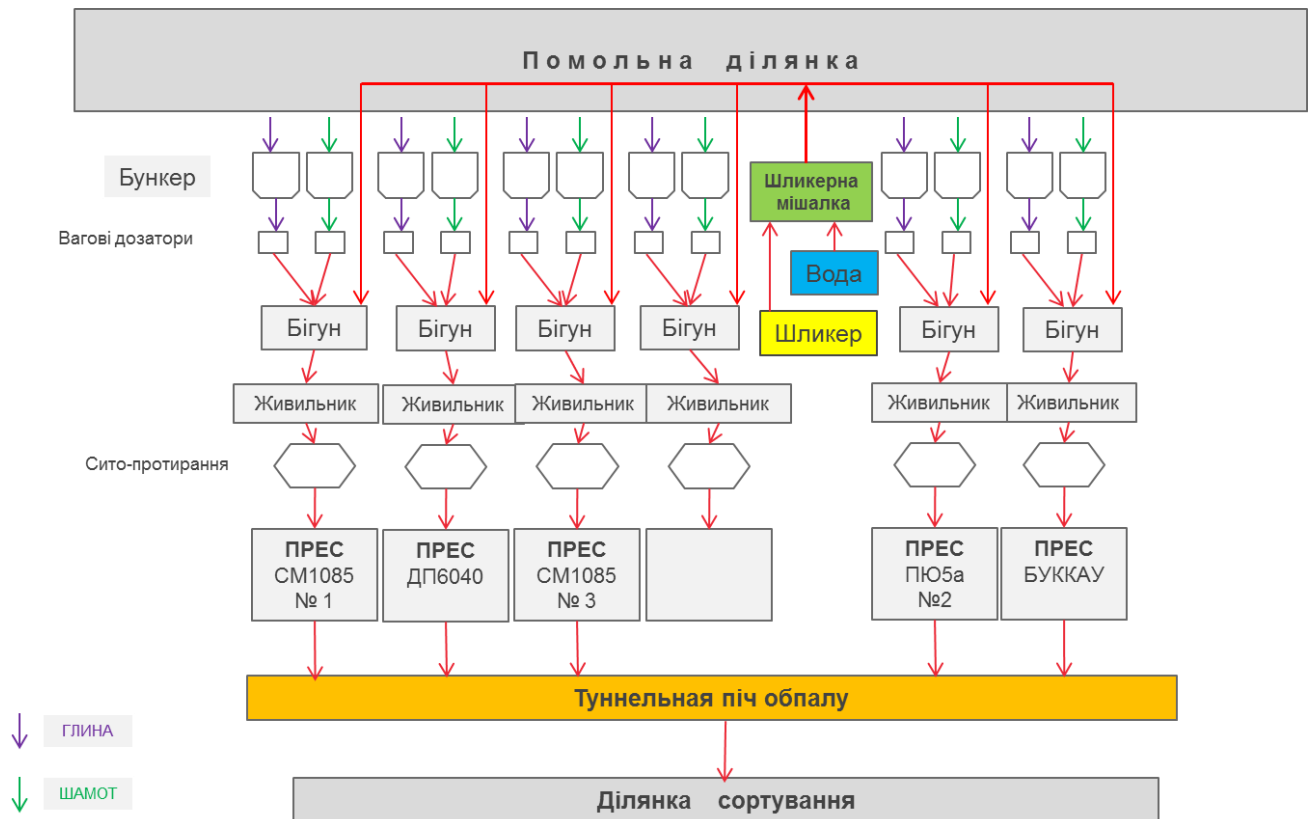 Помольна ділянка
Бункер
Шликерна
мішалка
Вагові дозатори
Вода
Бігун
Бігун
Бігун
Бігун
Шликер
Бігун
Бігун
Живильник
Живильник
Живильник
Живильник
Живильник
Живильник
Сито-протирання
ПРЕС
СМ1085
№ 1
ПРЕС
ДП6040
ПРЕС
СМ1085
№ 3
ПРЕС
ПЮ5а
№2
ПРЕС
БУККАУ
Туннельная піч обпалу
ГЛИНА
ШАМОТ
Ділянка сортування